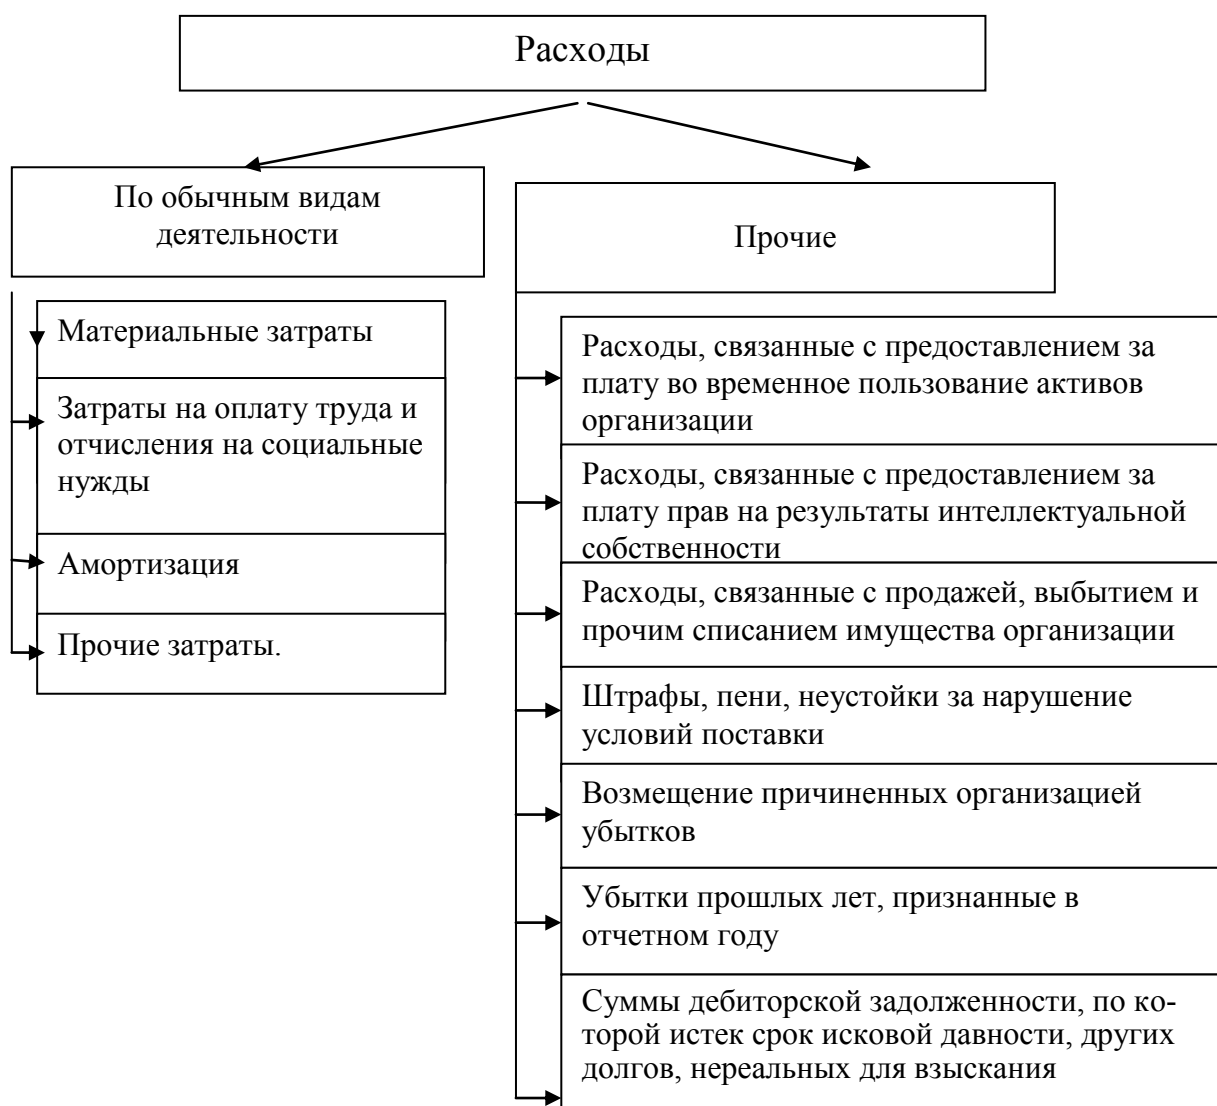 Расходы
По обычным видам
деятельности
Прочие
Материальные затраты
Затраты на оплату труда и
отчисления на социальные
нужды
Амортизация
Прочие затраты.
Расходы, связанные с предоставлением за
плату во временное пользование активов
организации
Расходы, связанные с предоставлением за
плату прав на результаты интеллектуальной
собственности
Расходы, связанные с продажей, выбытием и
прочим списанием имущества организации
Штрафы, пени, неустойки за нарушение
условий поставки
Возмещение причиненных организацией
убытков
Убытки прошлых лет, признанные в
отчетном году
Суммы дебиторской задолженности, по ко-
торой истек срок исковой давности, других
долгов, нереальных для взыскания